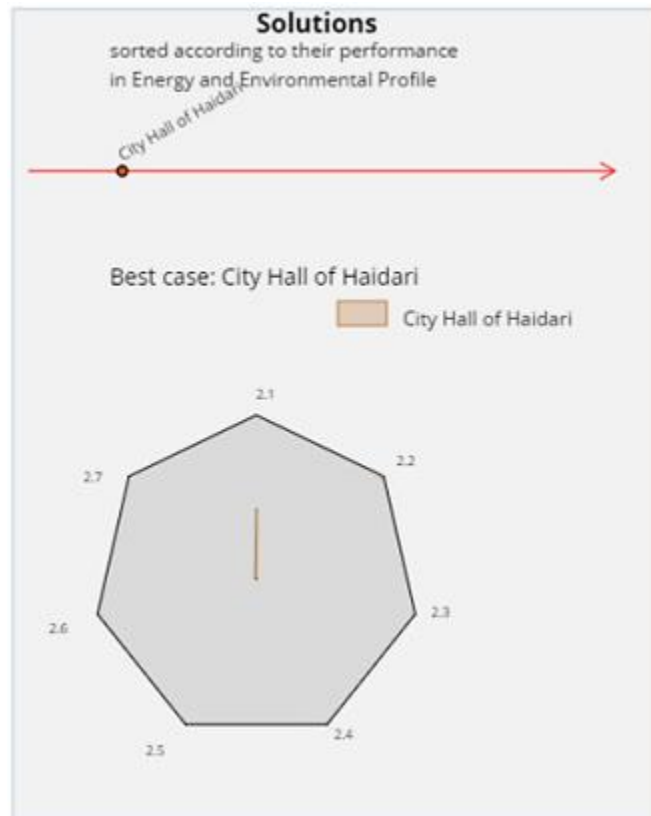 Solutions
sorted according to their performance
in Energy and Environmental Profile
City Hall of Haidari
Best case: City Hall of Haidari
City Hall of Haidari
2.1
2.2
2.7
2.3
2.6
2.4
2.5